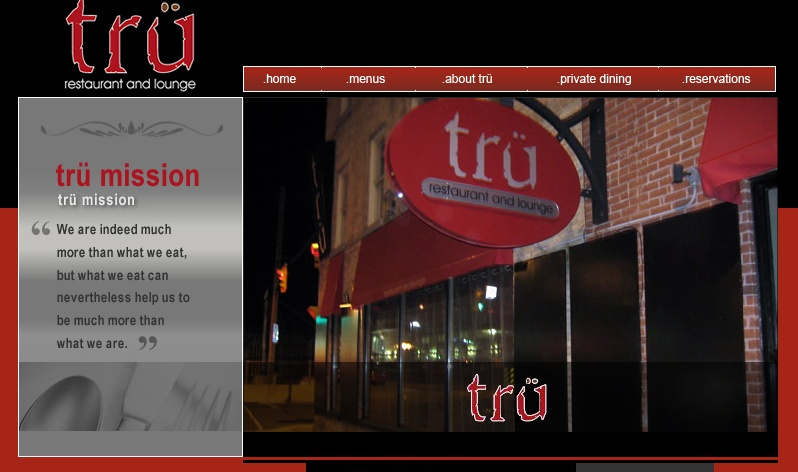 trü
restaurant and lounge
.home .menus .about trü .private dining .reservations
trü
restaurant and lounge
trü mission
trü mission
“ We are indeed much
more than what we eat,
but what we eat can
nevertheless help us to
be much more than
what we are. ”
trü